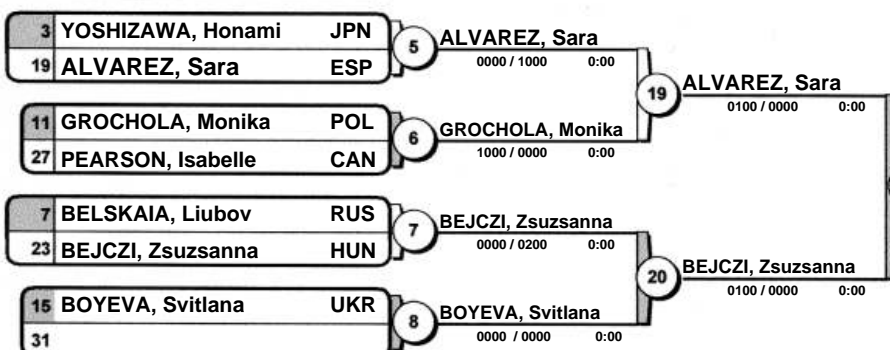 3 YOSHIZAWA, Honami JPN
19 ALVAREZ, Sara ESP
5
ALVAREZ, Sara
0000 / 1000 0:00
11 GROCHOLA, Monika POL
27 PEARSON, Isabelle CAN
6
GROCHOLA, Monika
1000 / 0000 0:00
19
ALVAREZ, Sara
0100 / 0000 0:00
7 BELSKAIA, Liubov RUS
23 BEJCZI, Zsuzsanna HUN
7
BEJCZI, Zsuzsanna
0000 / 0200 0:00
15 BOYEVA, Svitlana UKR
31
8
BOYEVA, Svitlana
0000 / 0000 0:00
20
BEJCZI, Zsuzsanna
0100 / 0000 0:00